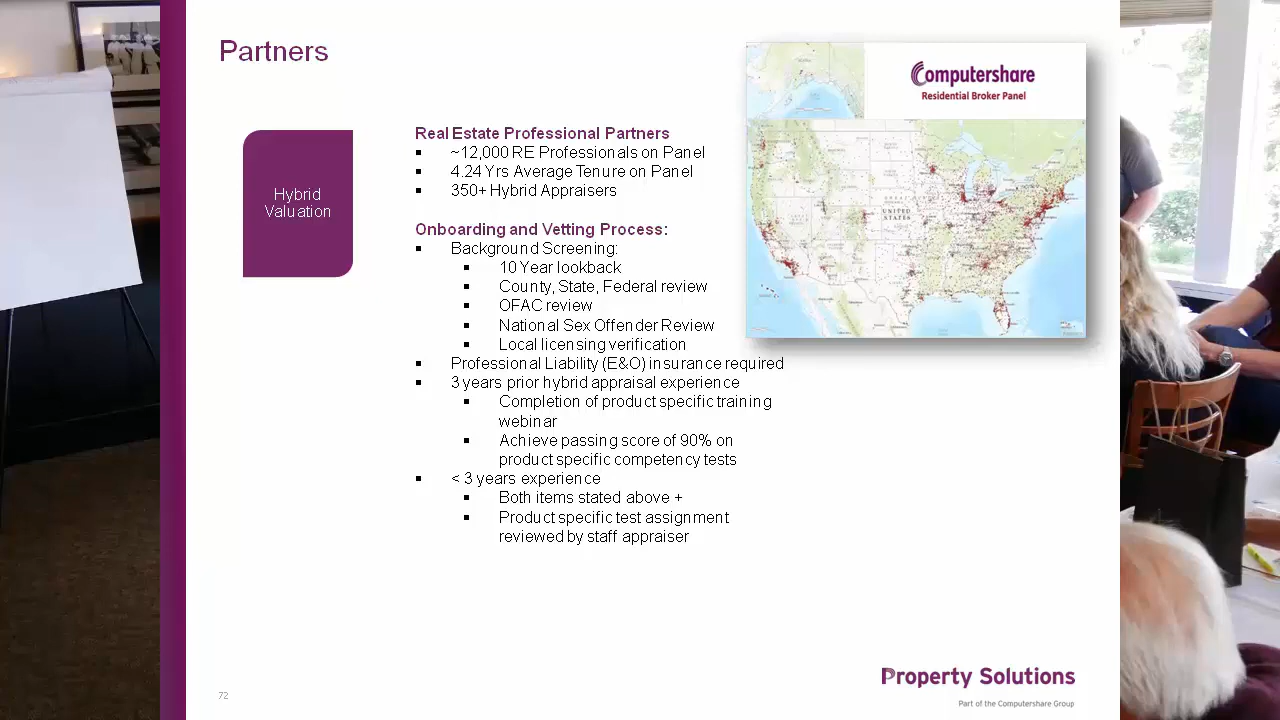 Partners
Computershare
Residential Broker Panel
Hybrid
Valuation
Real Estate Professional Partners
▪ ~12,000 RE Professionals on Panel
▪ 4.24 Yrs Average Tenure on Panel
▪ 350+ Hybrid Appraisers
UNITED
STATES
Onboarding and Vetting Process:
▪ Background Screening:
▪ 10 Year lookback
▪ County, State, Federal review
▪ OFAC review
▪ National Sex Offender Review
▪ Local licensing verification
▪ Professional Liability (E&O) insurance required
▪ 3 years prior hybrid appraisal experience
▪ Completion of product specific training
webinar
▪ Achieve passing score of 90% on
product specific competency tests
▪ < 3 years experience
▪ Both items stated above +
▪ Product specific test assignment
reviewed by staff appraiser
Property Solutions
Part of the Computershare Group
72